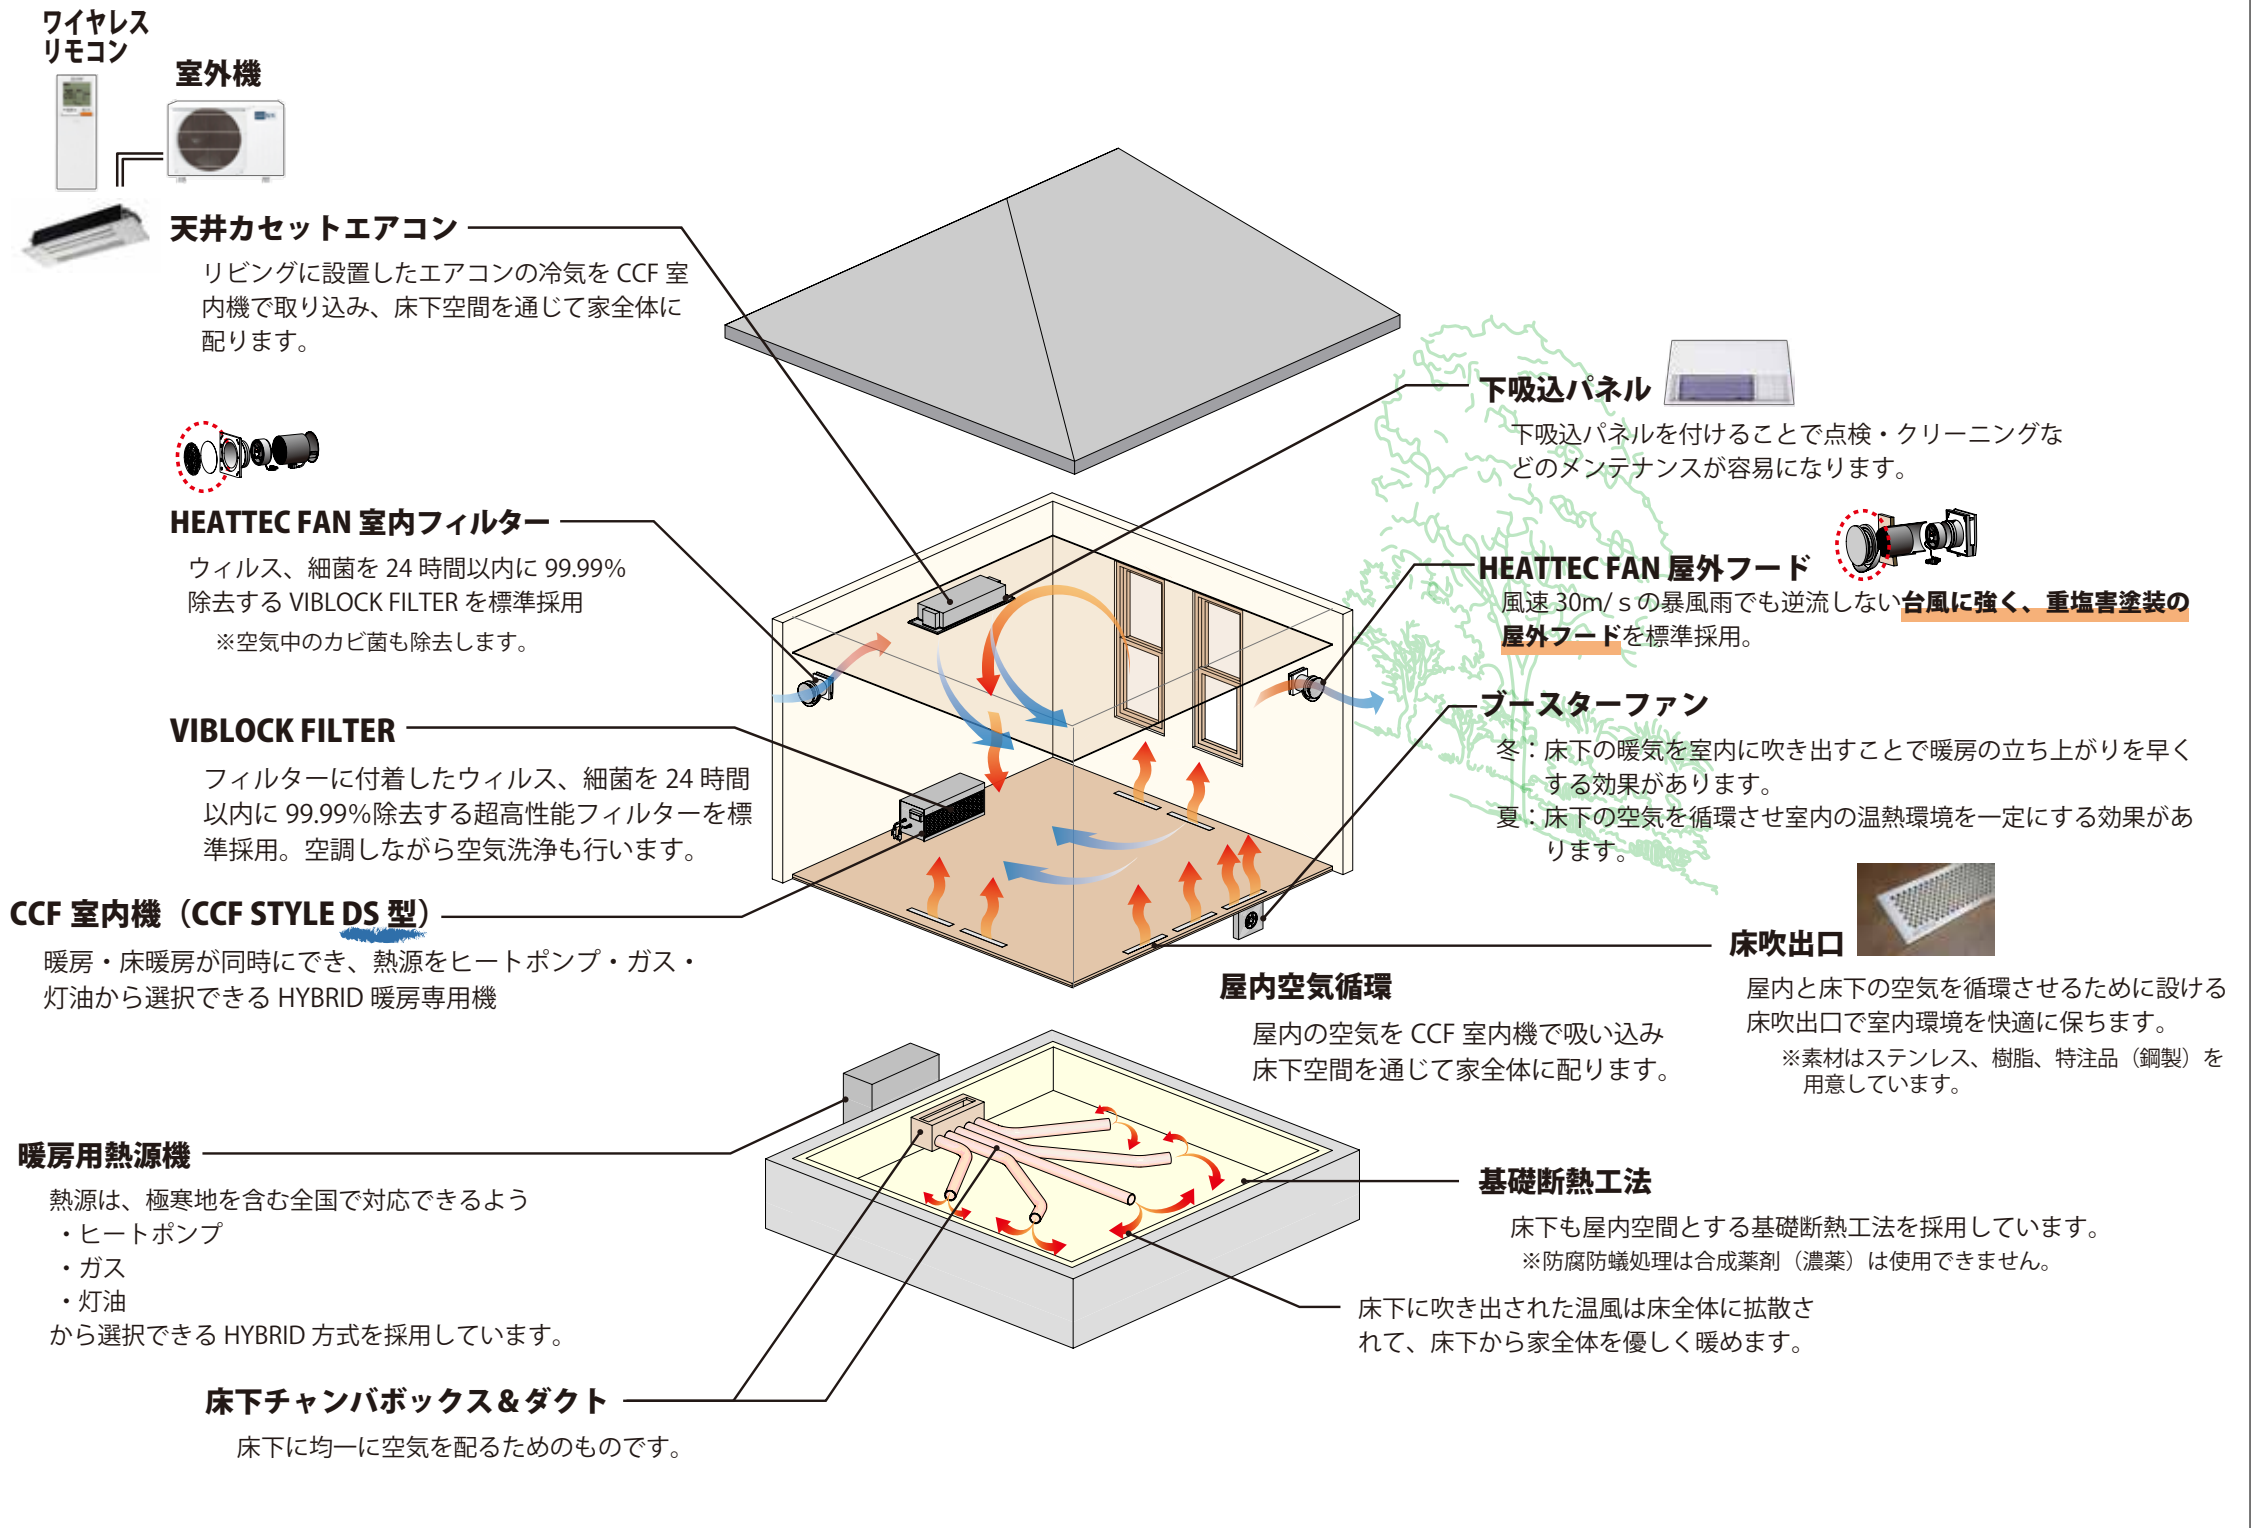 ワイヤレス
リモコン
室外機
天井カセットエアコン
リビングに設置したエアコンの冷気を CCF 室
内機で取り込み、床下空間を通じて家全体に
配ります。
HEATTEC FAN 室内フィルター
ウィルス、細菌を 24 時間以内に 99.99%
除去する VIBLOCK FILTER を標準採用
※空気中のカビ菌も除去します。
VIBLOCK FILTER
フィルターに付着したウィルス、細菌を 24 時間
以内に 99.99%除去する超高性能フィルターを標
準採用。空調しながら空気洗浄も行います。
CCF 室内機（CCF STYLE DS 型）
暖房・床暖房が同時にでき、熱源をヒートポンプ・ガス・
灯油から選択できる HYBRID 暖房専用機
暖房用熱源機
熱源は、極寒地を含む全国で対応できるよう
・ヒートポンプ
・ガス
・灯油
から選択できる HYBRID 方式を採用しています。
床下チャンバボックス＆ダクト
床下に均一に空気を配るためのものです。
下吸込パネル
下吸込パネルを付けることで点検・クリーニングな
どのメンテナンスが容易になります。
HEATTEC FAN 屋外フード
風速 30m/ｓの暴風雨でも逆流しない台風に強く、重塩害塗装の
屋外フードを標準採用。
ブースターファン
冬：床下の暖気を室内に吹き出すことで暖房の立ち上がりを早く
する効果があります。
夏：床下の空気を循環させ室内の温熱環境を一定にする効果があ
ります。
床吹出口
屋内と床下の空気を循環させるために設ける
床吹出口で室内環境を快適に保ちます。
※素材はステンレス、樹脂、特注品（鋼製）を
用意しています。
屋内空気循環
屋内の空気を CCF 室内機で吸い込み
床下空間を通じて家全体に配ります。
基礎断熱工法
床下も屋内空間とする基礎断熱工法を採用しています。
※防腐防蟻処理は合成薬剤（濃薬）は使用できません。
床下に吹き出された温風は床全体に拡散さ
れて、床下から家全体を優しく暖めます。